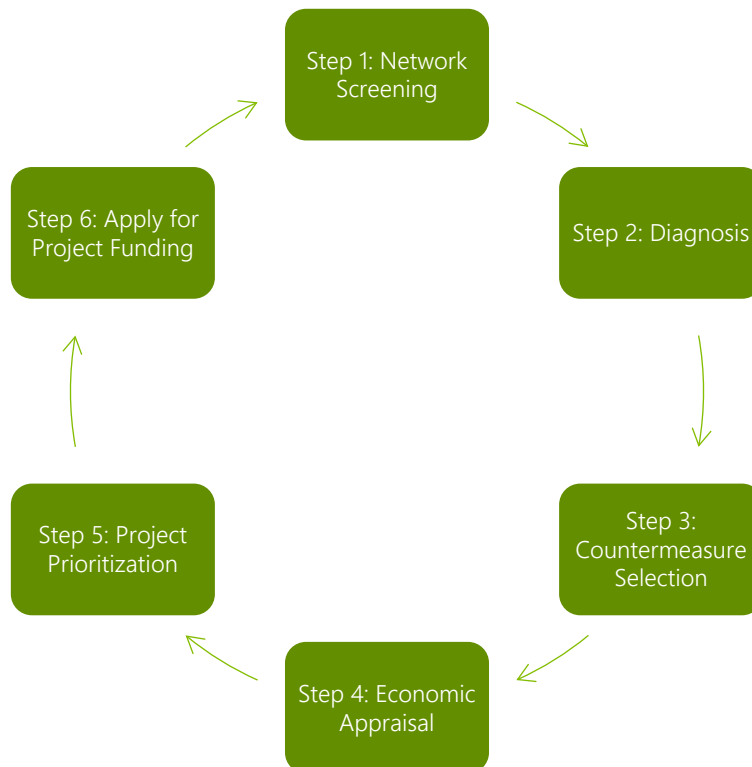 Step 1: Network
Screening
Step 2: Diagnosis
Step 3:
Countermeasure
Selection
Step 4: Economic
Appraisal
Step 5: Project
Prioritization
Step 6: Apply for
Project Funding